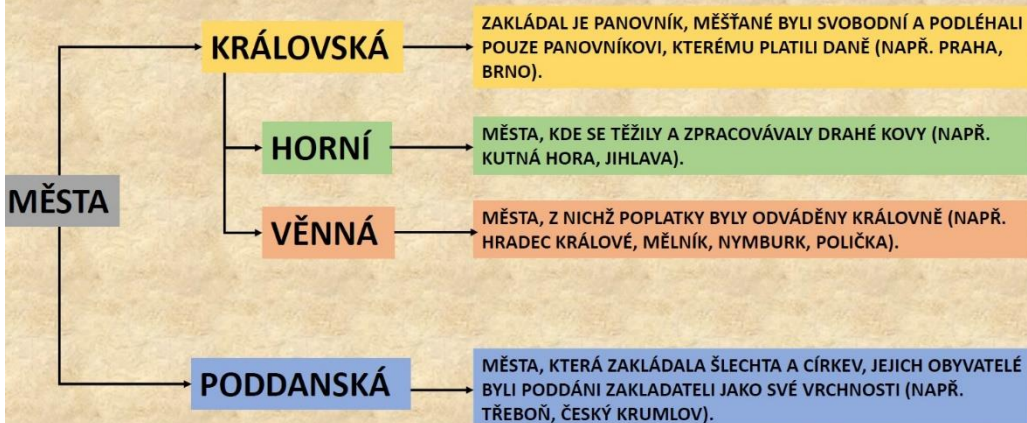 KRÁLOVSKÁ
ZAKLÁDAL JE PANOVNÍK, MĚŠŤANÉ BYLI SVOBODNÍ A PODLÉHALI
POUZE PANOVNÍKOVI, KTERÉMU PLATILI DANĚ (NAPŘ. PRAHA,
BRNO).
HORNÍ
MĚSTA, KDE SE TĚŽILY A ZPRACOVÁVALY DRAHÉ KOVY (NAPŘ.
KUTNÁ HORA, JIHLAVA).
MĚSTA
VĚNNÁ
MĚSTA, Z NICHŽ POPLATKY BYLY ODVÁDĚNY KRÁLOVNĚ (NAPŘ.
HRADEC KRÁLOVÉ, MĚLNÍK, NYMBURK, POLIČKA).
PODDANSKÁ
MĚSTA, KTERÁ ZAKLÁDALA ŠLECHTA A CÍRKEV, JEJICH OBYVATELÉ
BYLI PODDÁNI ZAKLADATELI JAKO SVÉ VRCHNOSTI (NAPŘ.
TŘEBOŇ, ČESKÝ KRUMLOV).